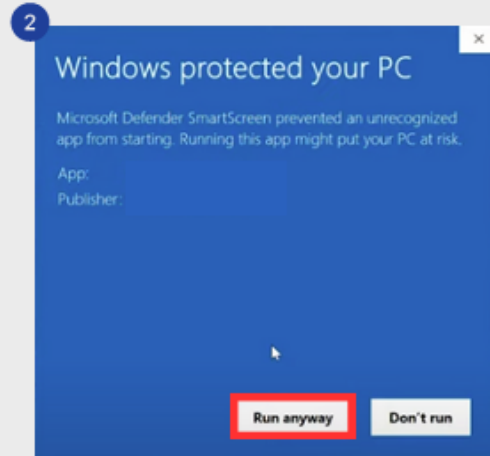 2
Windows protected your PC
Microsoft Defender SmartScreen prevented an unrecognized
app from starting. Running this app might put your PC at risk.
App:
Publisher:
Run anyway
Don't run